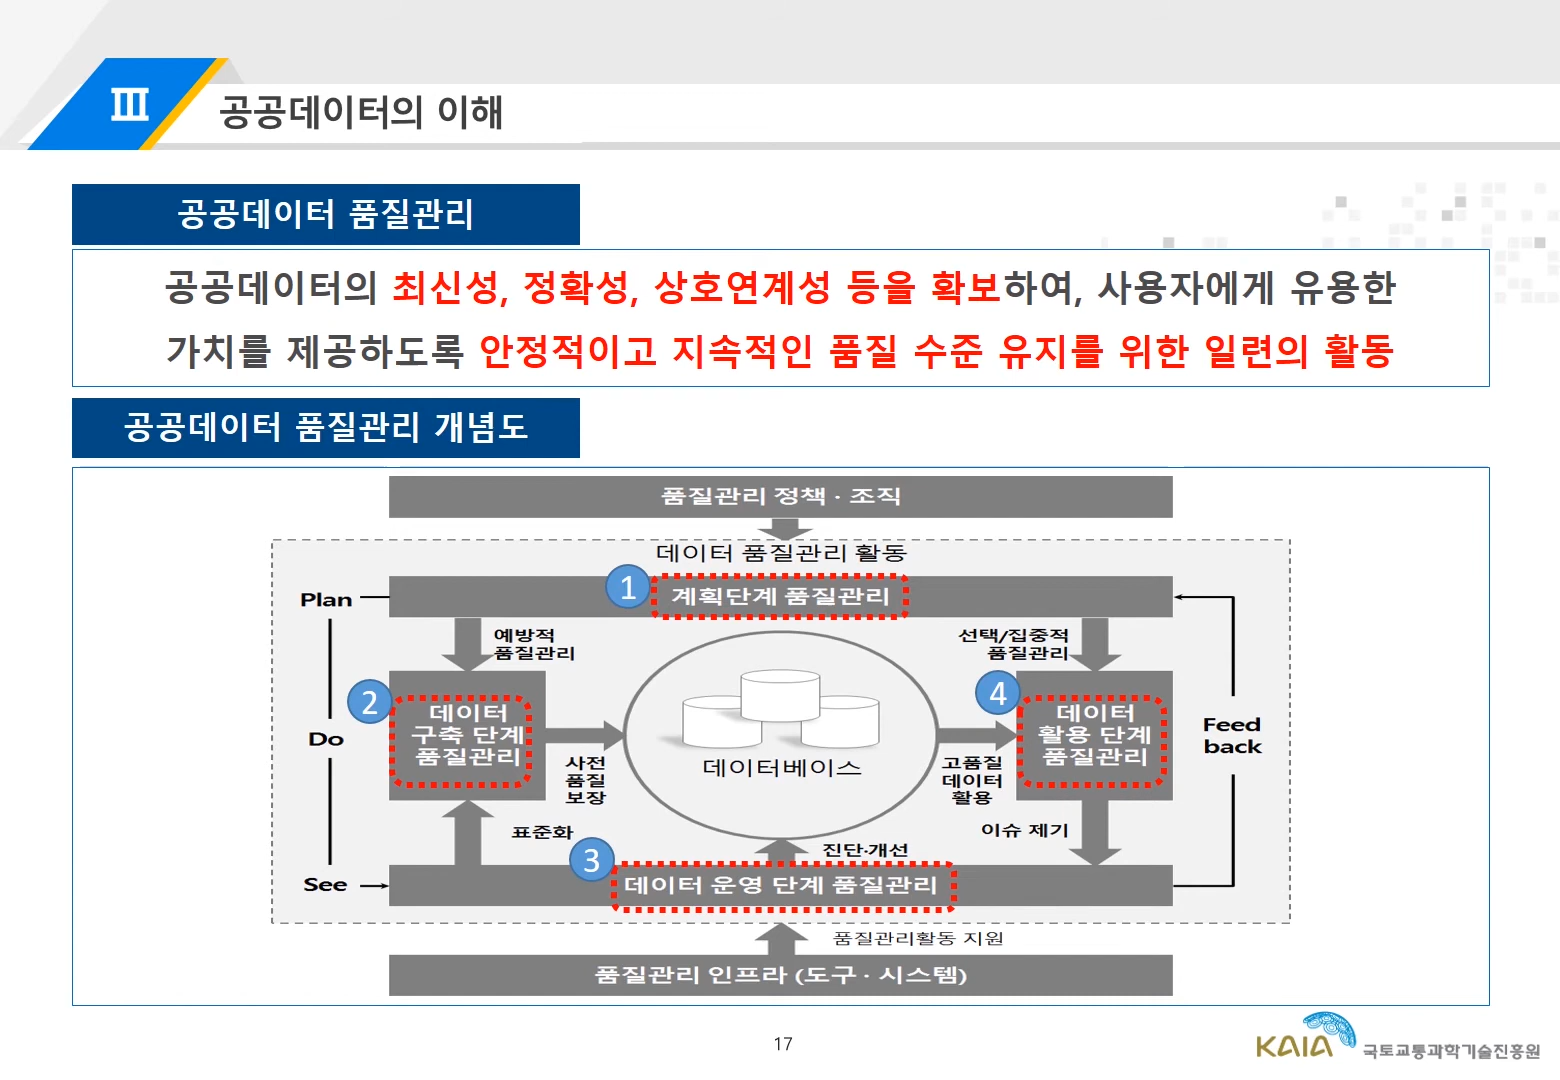 Ⅲ
공공데이터의 이해
공공데이터 품질관리
공공데이터의 최신성, 정확성, 상호연계성 등을 확보하여, 사용자에게 유용한
가치를 제공하도록 안정적이고 지속적인 품질 수준 유지를 위한 일련의 활동
공공데이터 품질관리 개념도
품질관리 정책 · 조직
데이터 품질관리 활동
Plan
1
계획단계 품질관리
예방적
품질관리
선택/집중적
품질관리
2
데이터
구축 단계
품질관리
4
데이터
활용 단계
품질관리
Do
Feed
back
사전
품질
보장
데이터베이스
고품질
데이터
활용
표준화
이슈 제기
진단·개선
See
3
데이터 운영 단계 품질관리
품질관리활동 지원
품질관리 인프라 (도구 · 시스템)
17
KAIA 국토교통과학기술진흥원